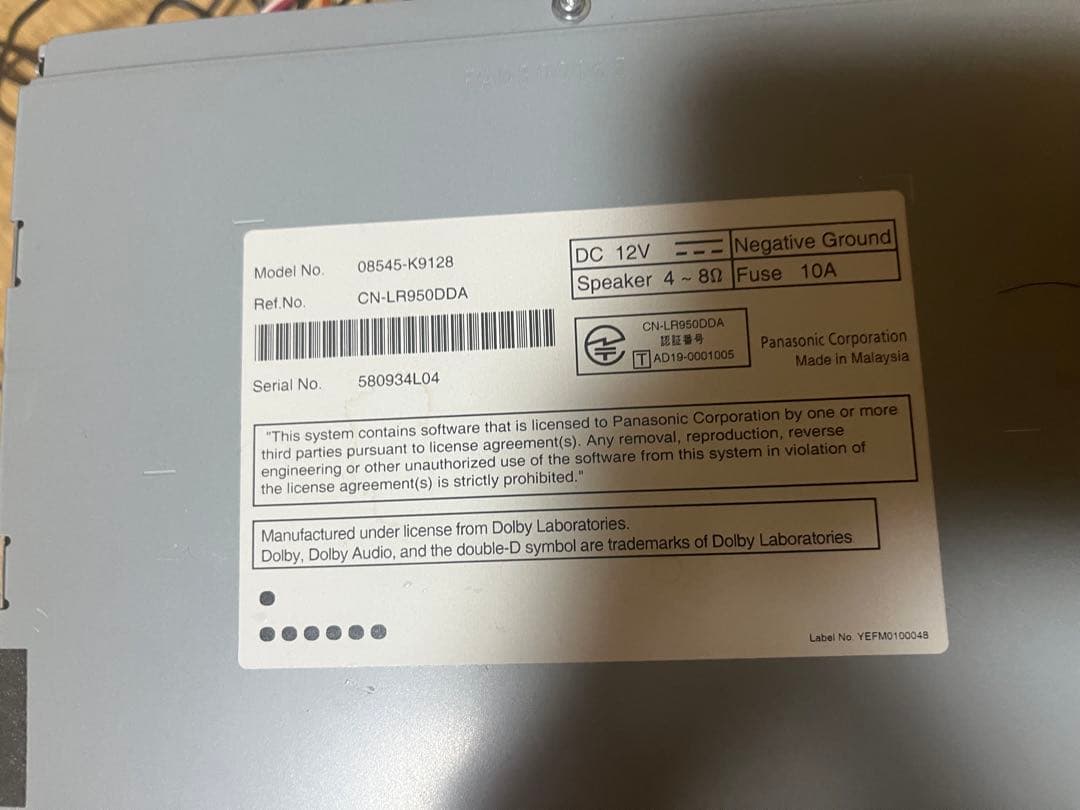 Model No. 08545-K9128
Ref.No. CN-LR950DDA
Serial No. 580934L04
DC 12V Negative Ground
Speaker 4 ~ 8Ω Fuse 10A
CN-LR950DDA
認証番号
T AD19-0001005
Panasonic Corporation
Made in Malaysia
"This system contains software that is licensed to Panasonic Corporation by one or more
third parties pursuant to license agreement(s). Any removal, reproduction, reverse
engineering or other unauthorized use of the software from this system in violation of
the license agreement(s) is strictly prohibited."
Manufactured under license from Dolby Laboratories.
Dolby, Dolby Audio, and the double-D symbol are trademarks of Dolby Laboratories
Label No. YEFM0100048